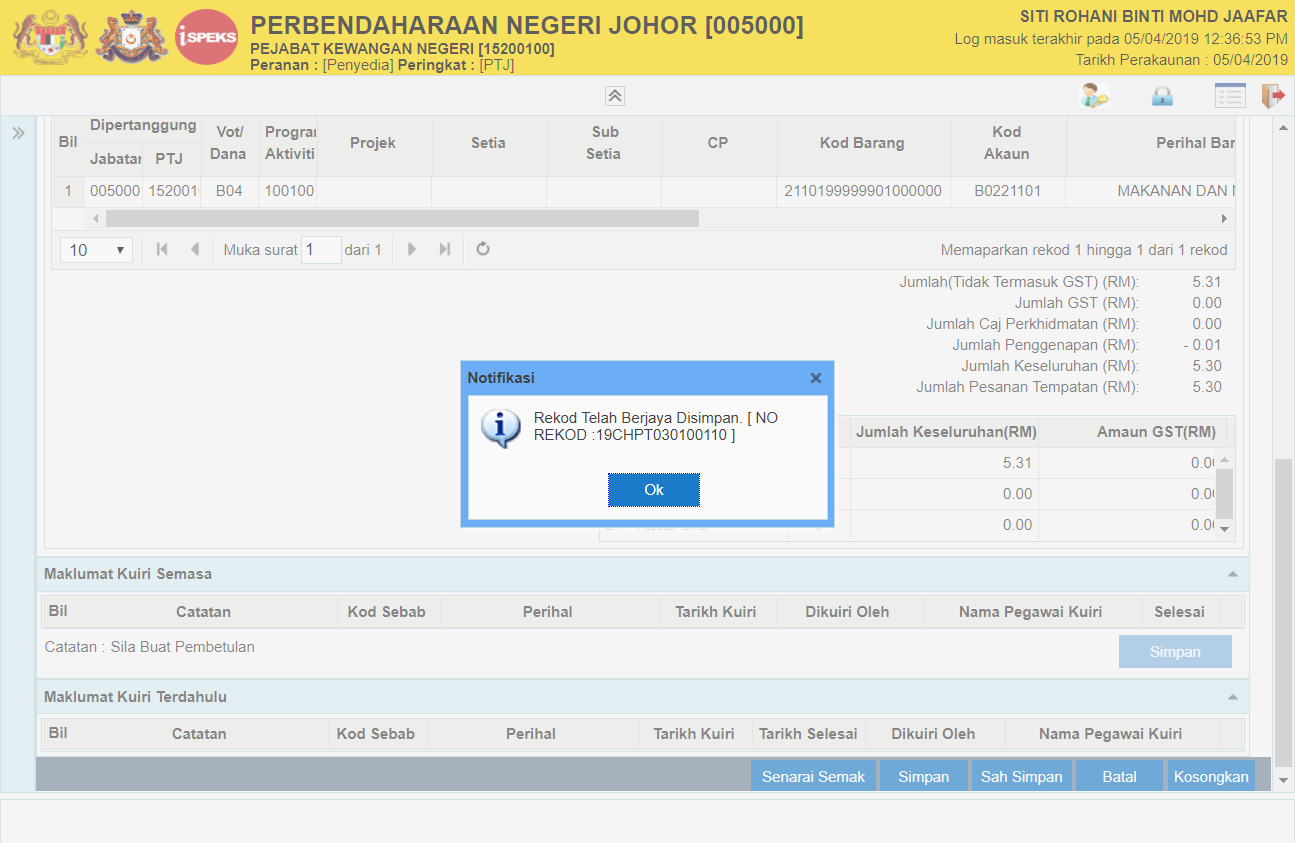 iSPEKS
PERBENDAHARAAN NEGERI JOHOR [005000]
PEJABAT KEWANGAN NEGERI [15200100]
Peranan : [Penyedia] Peringkat : [PTJ]
SITI ROHANI BINTI MOHD JAAFAR
Log masuk terakhir pada 05/04/2019 12:36:53 PM
Tarikh Perakaunan : 05/04/2019
Bil Dipertanggung Vot/ Dana Program Aktiviti Projek Setia Sub Setia CP Kod Barang Kod Akaun Perihal Bar
Jabatan PTJ
1 005000 152001 B04 100100 2110199999901000000 B0221101 MAKANAN DAN
10 Muka surat 1 dari 1 Memaparkan rekod 1 hingga 1 dari 1 rekod
Jumlah(Tidak Termasuk GST) (RM): 5.31
Jumlah GST (RM): 0.00
Jumlah Caj Perkhidmatan (RM): 0.00
Jumlah Penggenapan (RM): - 0.01
Jumlah Keseluruhan (RM): 5.30
Jumlah Pesanan Tempatan (RM): 5.30
Notifikasi
Rekod Telah Berjaya Disimpan. [ NO
REKOD :19CHPT030100110 ]
Ok
Jumlah Keseluruhan(RM) Amaun GST(RM)
5.31 0.00
0.00 0.00
0.00 0.00
Maklumat Kuiri Semasa
Bil Catatan Kod Sebab Perihal Tarikh Kuiri Dikuiri Oleh Nama Pegawai Kuiri Selesai
Catatan : Sila Buat Pembetulan Simpan
Maklumat Kuiri Terdahulu
Bil Catatan Kod Sebab Perihal Tarikh Kuiri Tarikh Selesai Dikuiri Oleh Nama Pegawai Kuiri
Senarai Semak Simpan Sah Simpan Batal Kosongkan